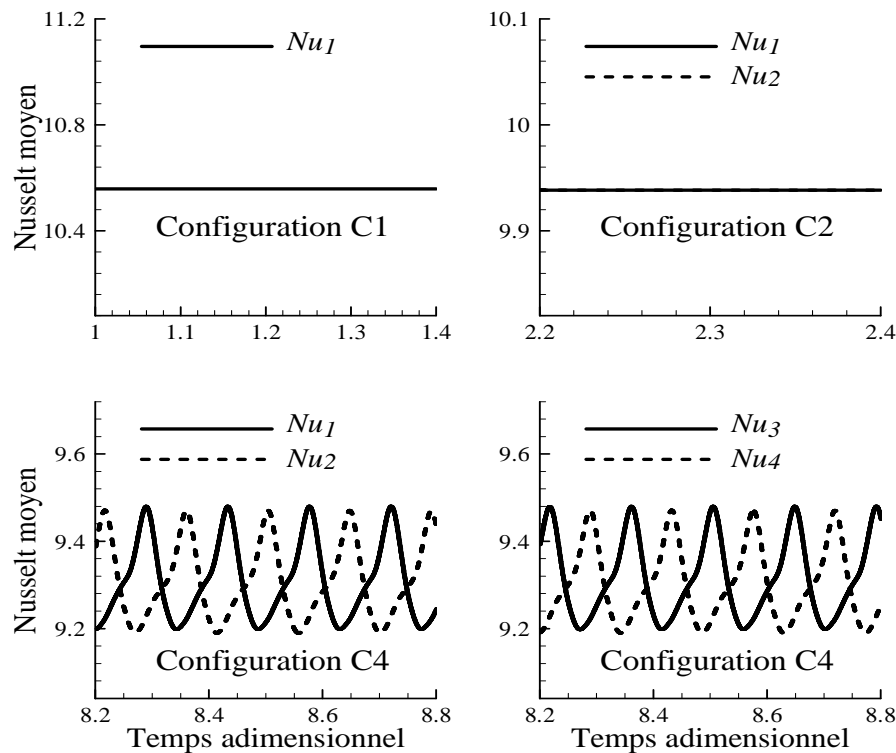 11.2
10.8
10.4
Nusselt moyen
Nu1
Configuration C1
1 1.1 1.2 1.3 1.4
10.1
10
9.9
Nu1
Nu2
Configuration C2
2.2 2.3 2.4
9.6
9.4
9.2
Nusselt moyen
Nu1
Nu2
Configuration C4
8.2 8.4 8.6 8.8
Temps adimensionnel
9.6
9.4
9.2
Nu3
Nu4
Configuration C4
8.2 8.4 8.6 8.8
Temps adimensionnel